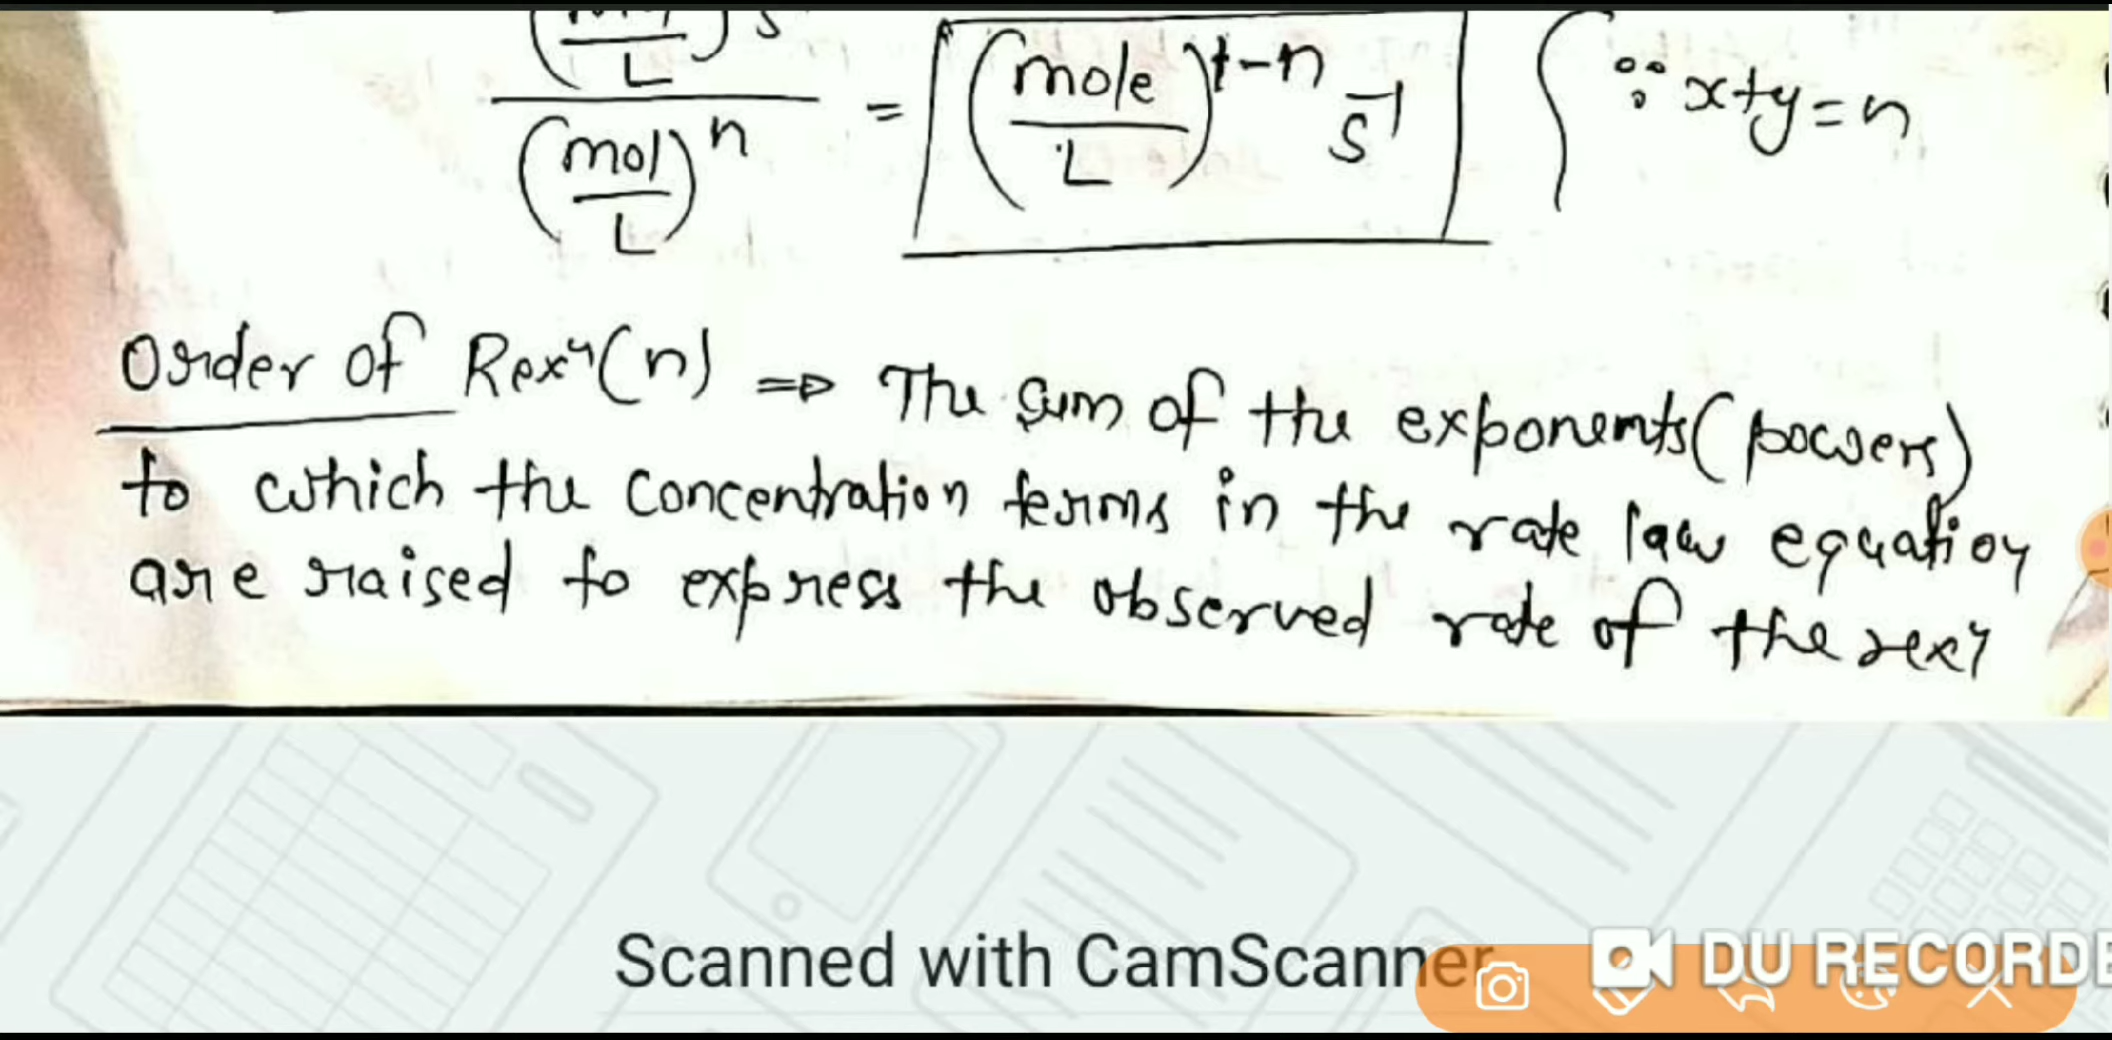 L
(mol/L)^n = (mole/L)^{1-n} s^{-1} { ∵ x+y=n
Order of Rexⁿ(n) ⇒ The sum of the exponents (powers)
to which the concentration terms in the rate law equation
are raised to express the observed rate of the rexⁿ
Scanned with CamScanner
DU RECORDE